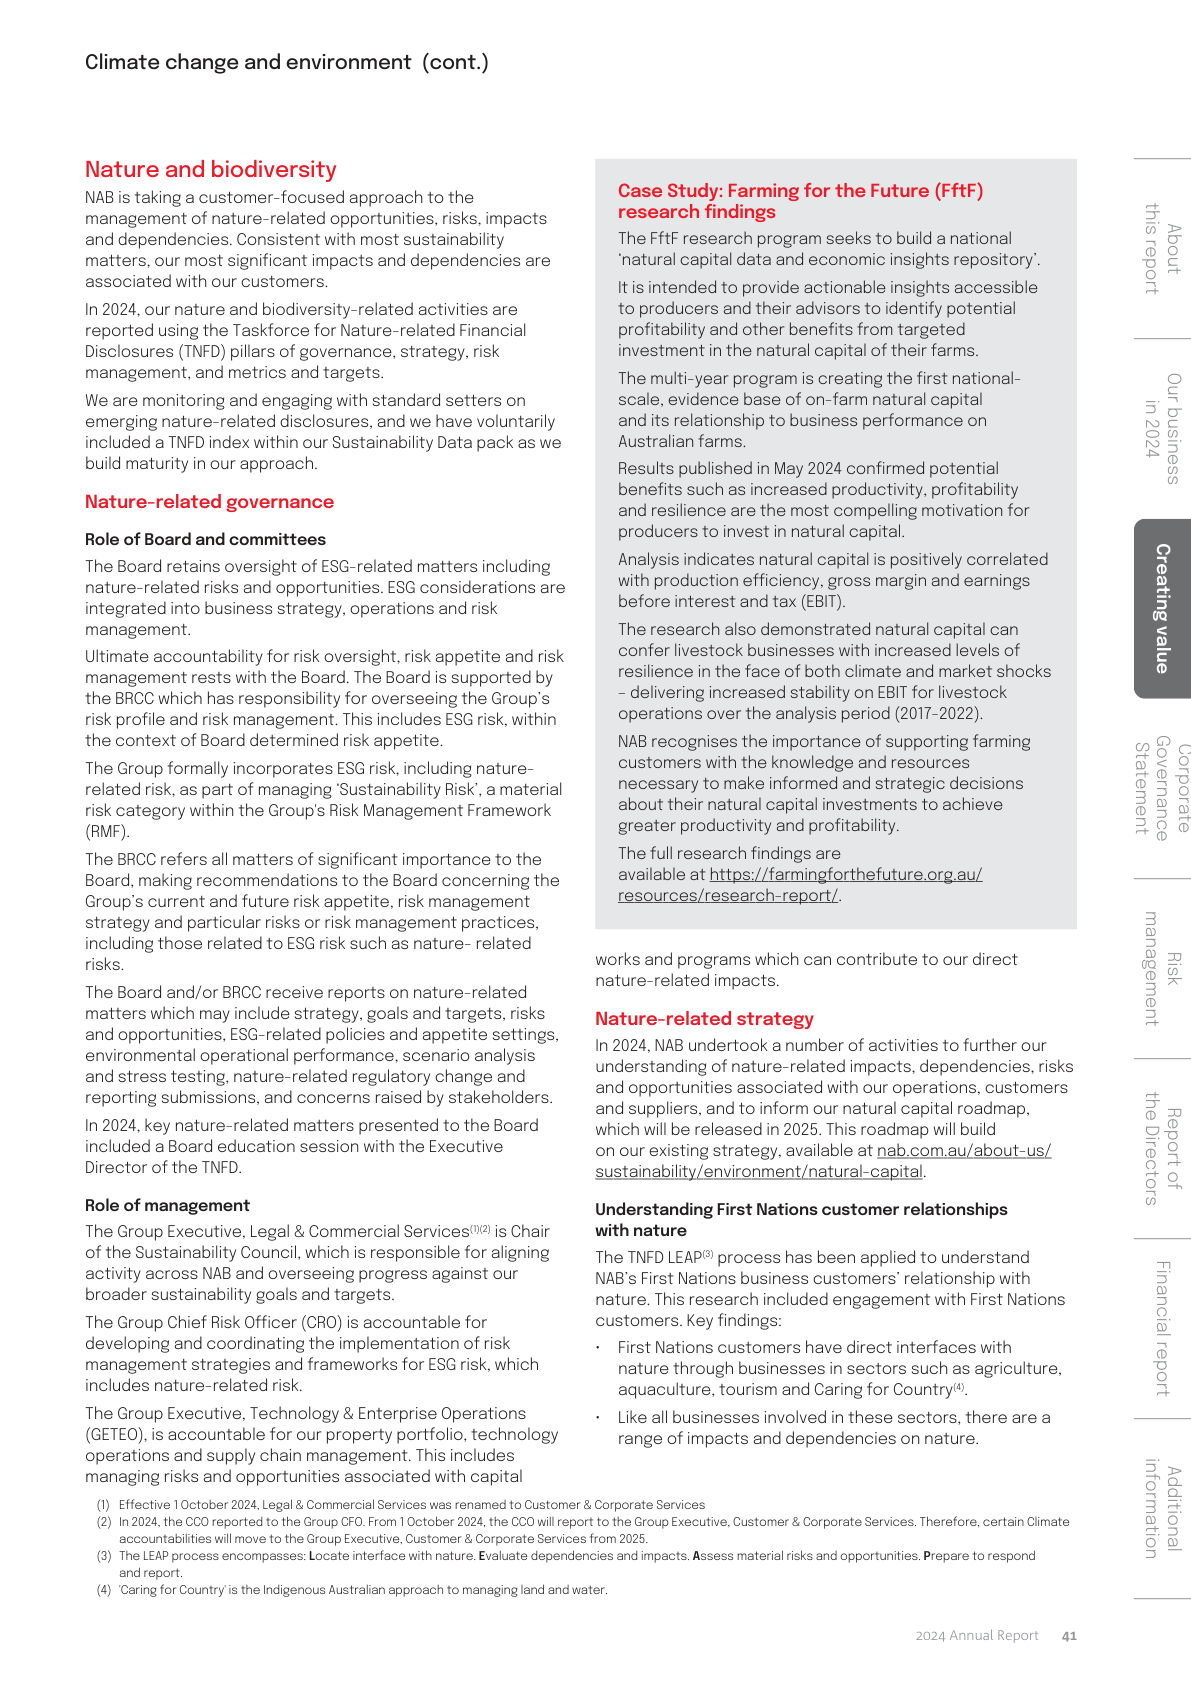 Climate change and environment (cont.)
Nature and biodiversity
NAB is taking a customer-focused approach to the
management of nature-related opportunities, risks, impacts
and dependencies. Consistent with most sustainability
matters, our most significant impacts and dependencies are
associated with our customers.
In 2024, our nature and biodiversity-related activities are
reported using the Taskforce for Nature-related Financial
Disclosures (TNFD) pillars of governance, strategy, risk
management, and metrics and targets.
We are monitoring and engaging with standard setters on
emerging nature-related disclosures, and we have voluntarily
included a TNFD index within our Sustainability Data pack as we
build maturity in our approach.
Nature-related governance
Role of Board and committees
The Board retains oversight of ESG-related matters including
nature-related risks and opportunities. ESG considerations are
integrated into business strategy, operations and risk
management.
Ultimate accountability for risk oversight, risk appetite and risk
management rests with the Board. The Board is supported by
the BRCC which has responsibility for overseeing the Group's
risk profile and risk management. This includes ESG risk, within
the context of Board determined risk appetite.
The Group formally incorporates ESG risk, including nature-
related risk, as part of managing 'Sustainability Risk', a material
risk category within the Group's Risk Management Framework
(RMF).
The BRCC refers all matters of significant importance to the
Board, making recommendations to the Board concerning the
Group's current and future risk appetite, risk management
strategy and particular risks or risk management practices,
including those related to ESG risk such as nature- related
risks.
The Board and/or BRCC receive reports on nature-related
matters which may include strategy, goals and targets, risks
and opportunities, ESG-related policies and appetite settings,
environmental operational performance, scenario analysis
and stress testing, nature-related regulatory change and
reporting submissions, and concerns raised by stakeholders.
In 2024, key nature-related matters presented to the Board
included a Board education session with the Executive
Director of the TNFD.
Role of management
The Group Executive, Legal & Commercial Services(1)(2) is Chair
of the Sustainability Council, which is responsible for aligning
activity across NAB and overseeing progress against our
broader sustainability goals and targets.
The Group Chief Risk Officer (CRO) is accountable for
developing and coordinating the implementation of risk
management strategies and frameworks for ESG risk, which
includes nature-related risk.
The Group Executive, Technology & Enterprise Operations
(GETEO), is accountable for our property portfolio, technology
operations and supply chain management. This includes
managing risks and opportunities associated with capital
Case Study: Farming for the Future (FftF)
research findings
The FftF research program seeks to build a national
'natural capital data and economic insights repository'.
It is intended to provide actionable insights accessible
to producers and their advisors to identify potential
profitability and other benefits from targeted
investment in the natural capital of their farms.
The multi-year program is creating the first national-
scale, evidence base of on-farm natural capital
and its relationship to business performance on
Australian farms.
Results published in May 2024 confirmed potential
benefits such as increased productivity, profitability
and resilience are the most compelling motivation for
producers to invest in natural capital.
Analysis indicates natural capital is positively correlated
with production efficiency, gross margin and earnings
before interest and tax (EBIT).
The research also demonstrated natural capital can
confer livestock businesses with increased levels of
resilience in the face of both climate and market shocks
– delivering increased stability on EBIT for livestock
operations over the analysis period (2017-2022).
NAB recognises the importance of supporting farming
customers with the knowledge and resources
necessary to make informed and strategic decisions
about their natural capital investments to achieve
greater productivity and profitability.
The full research findings are
available at https://farmingforthefuture.org.au/
resources/research-report/.
works and programs which can contribute to our direct
nature-related impacts.
Nature-related strategy
In 2024, NAB undertook a number of activities to further our
understanding of nature-related impacts, dependencies, risks
and opportunities associated with our operations, customers
and suppliers, and to inform our natural capital roadmap,
which will be released in 2025. This roadmap will build
on our existing strategy, available at nab.com.au/about-us/
sustainability/environment/natural-capital.
Understanding First Nations customer relationships
with nature
The TNFD LEAP(3) process has been applied to understand
NAB's First Nations business customers' relationship with
nature. This research included engagement with First Nations
customers. Key findings:
• First Nations customers have direct interfaces with
nature through businesses in sectors such as agriculture,
aquaculture, tourism and Caring for Country(4).
• Like all businesses involved in these sectors, there are a
range of impacts and dependencies on nature.
(1) Effective 1 October 2024, Legal & Commercial Services was renamed to Customer & Corporate Services
(2) In 2024, the CCO reported to the Group CFO. From 1 October 2024, the CCO will report to the Group Executive, Customer & Corporate Services. Therefore, certain Climate
accountabilities will move to the Group Executive, Customer & Corporate Services from 2025.
(3) The LEAP process encompasses: Locate interface with nature. Evaluate dependencies and impacts. Assess material risks and opportunities. Prepare to respond
and report.
(4) 'Caring for Country' is the Indigenous Australian approach to managing land and water.
2024 Annual Report 41
About
this report
Our business
in 2024
Creating value
Corporate
Governance
Statement
Risk
management
Report of
the Directors
Financial report
Additional
information